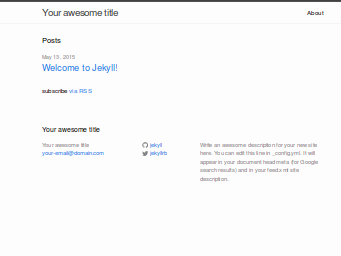 Your awesome title
About
Posts
May 13, 2015
Welcome to Jekyll!
subscribe via RSS
Your awesome title
Your awesome title
your-email@domain.com
jekyll
jekyllrb
Write an awesome description for your new site
here. You can edit this line in _config.yml. It will
appear in your document head meta (for Google
search results) and in your feed.xml site
description.